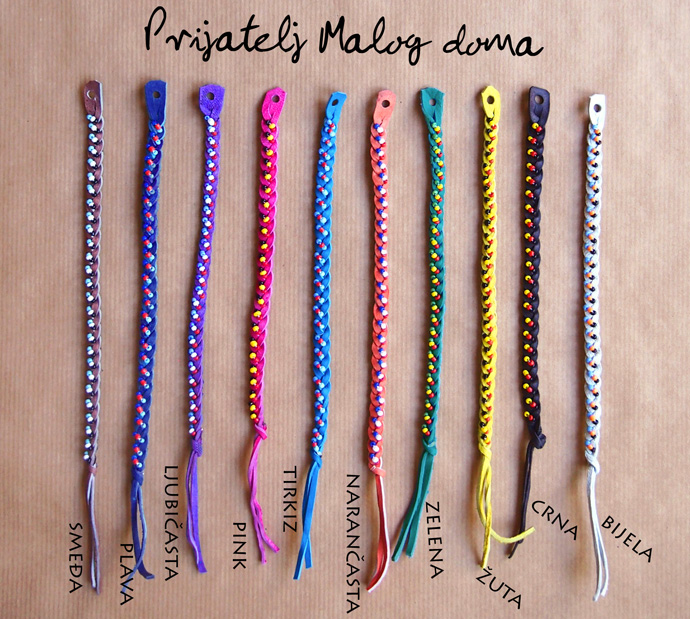 Prijatelj Malog doma
SMEĐA
PLAVA
LJUBIČASTA
PINK
TIRKIZ
NARANČASTA
ZELENA
ŽUTA
CRNA
BIJELA